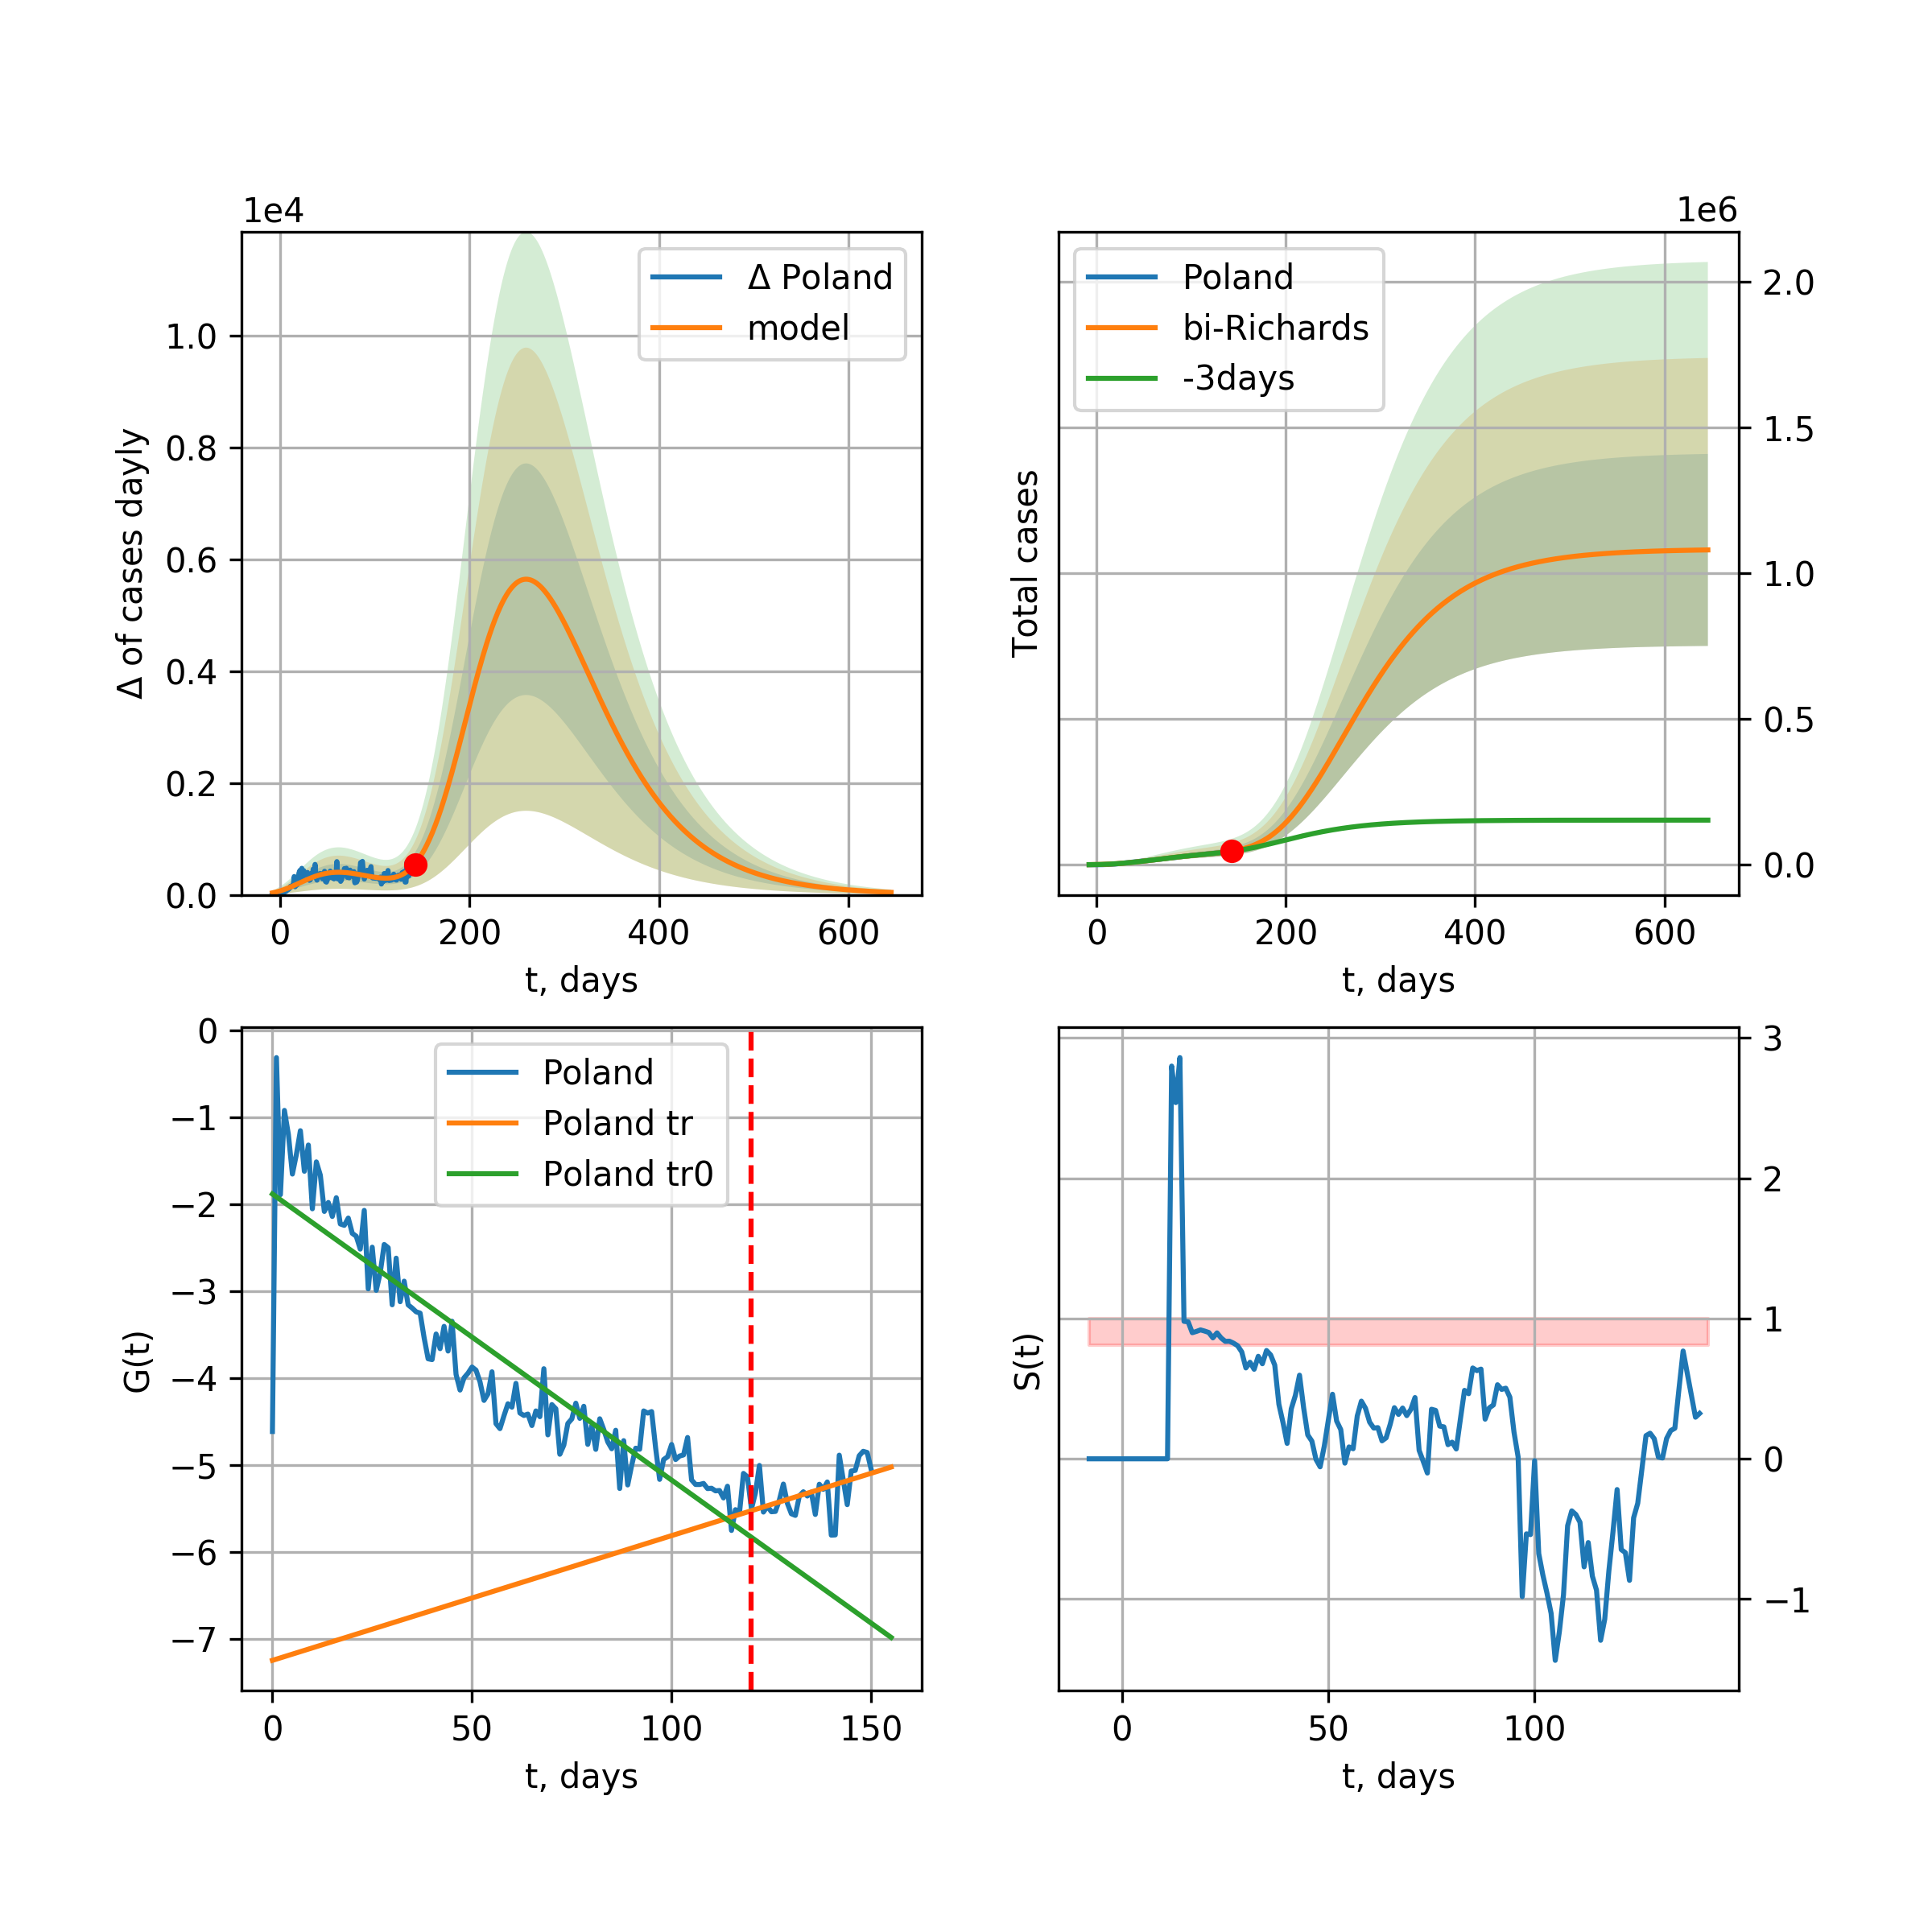 1e4
Δ of cases dayly
1.0
0.8
0.6
0.4
0.2
0.0
0 200 400 600
t, days
Δ Poland
model
1e6
Total cases
2.0
1.5
1.0
0.5
0.0
0 200 400 600
t, days
Poland
bi-Richards
-3days
G(t)
0
−1
−2
−3
−4
−5
−6
−7
0 50 100 150
t, days
Poland
Poland tr
Poland tr0
S(t)
3
2
1
0
−1
0 50 100
t, days